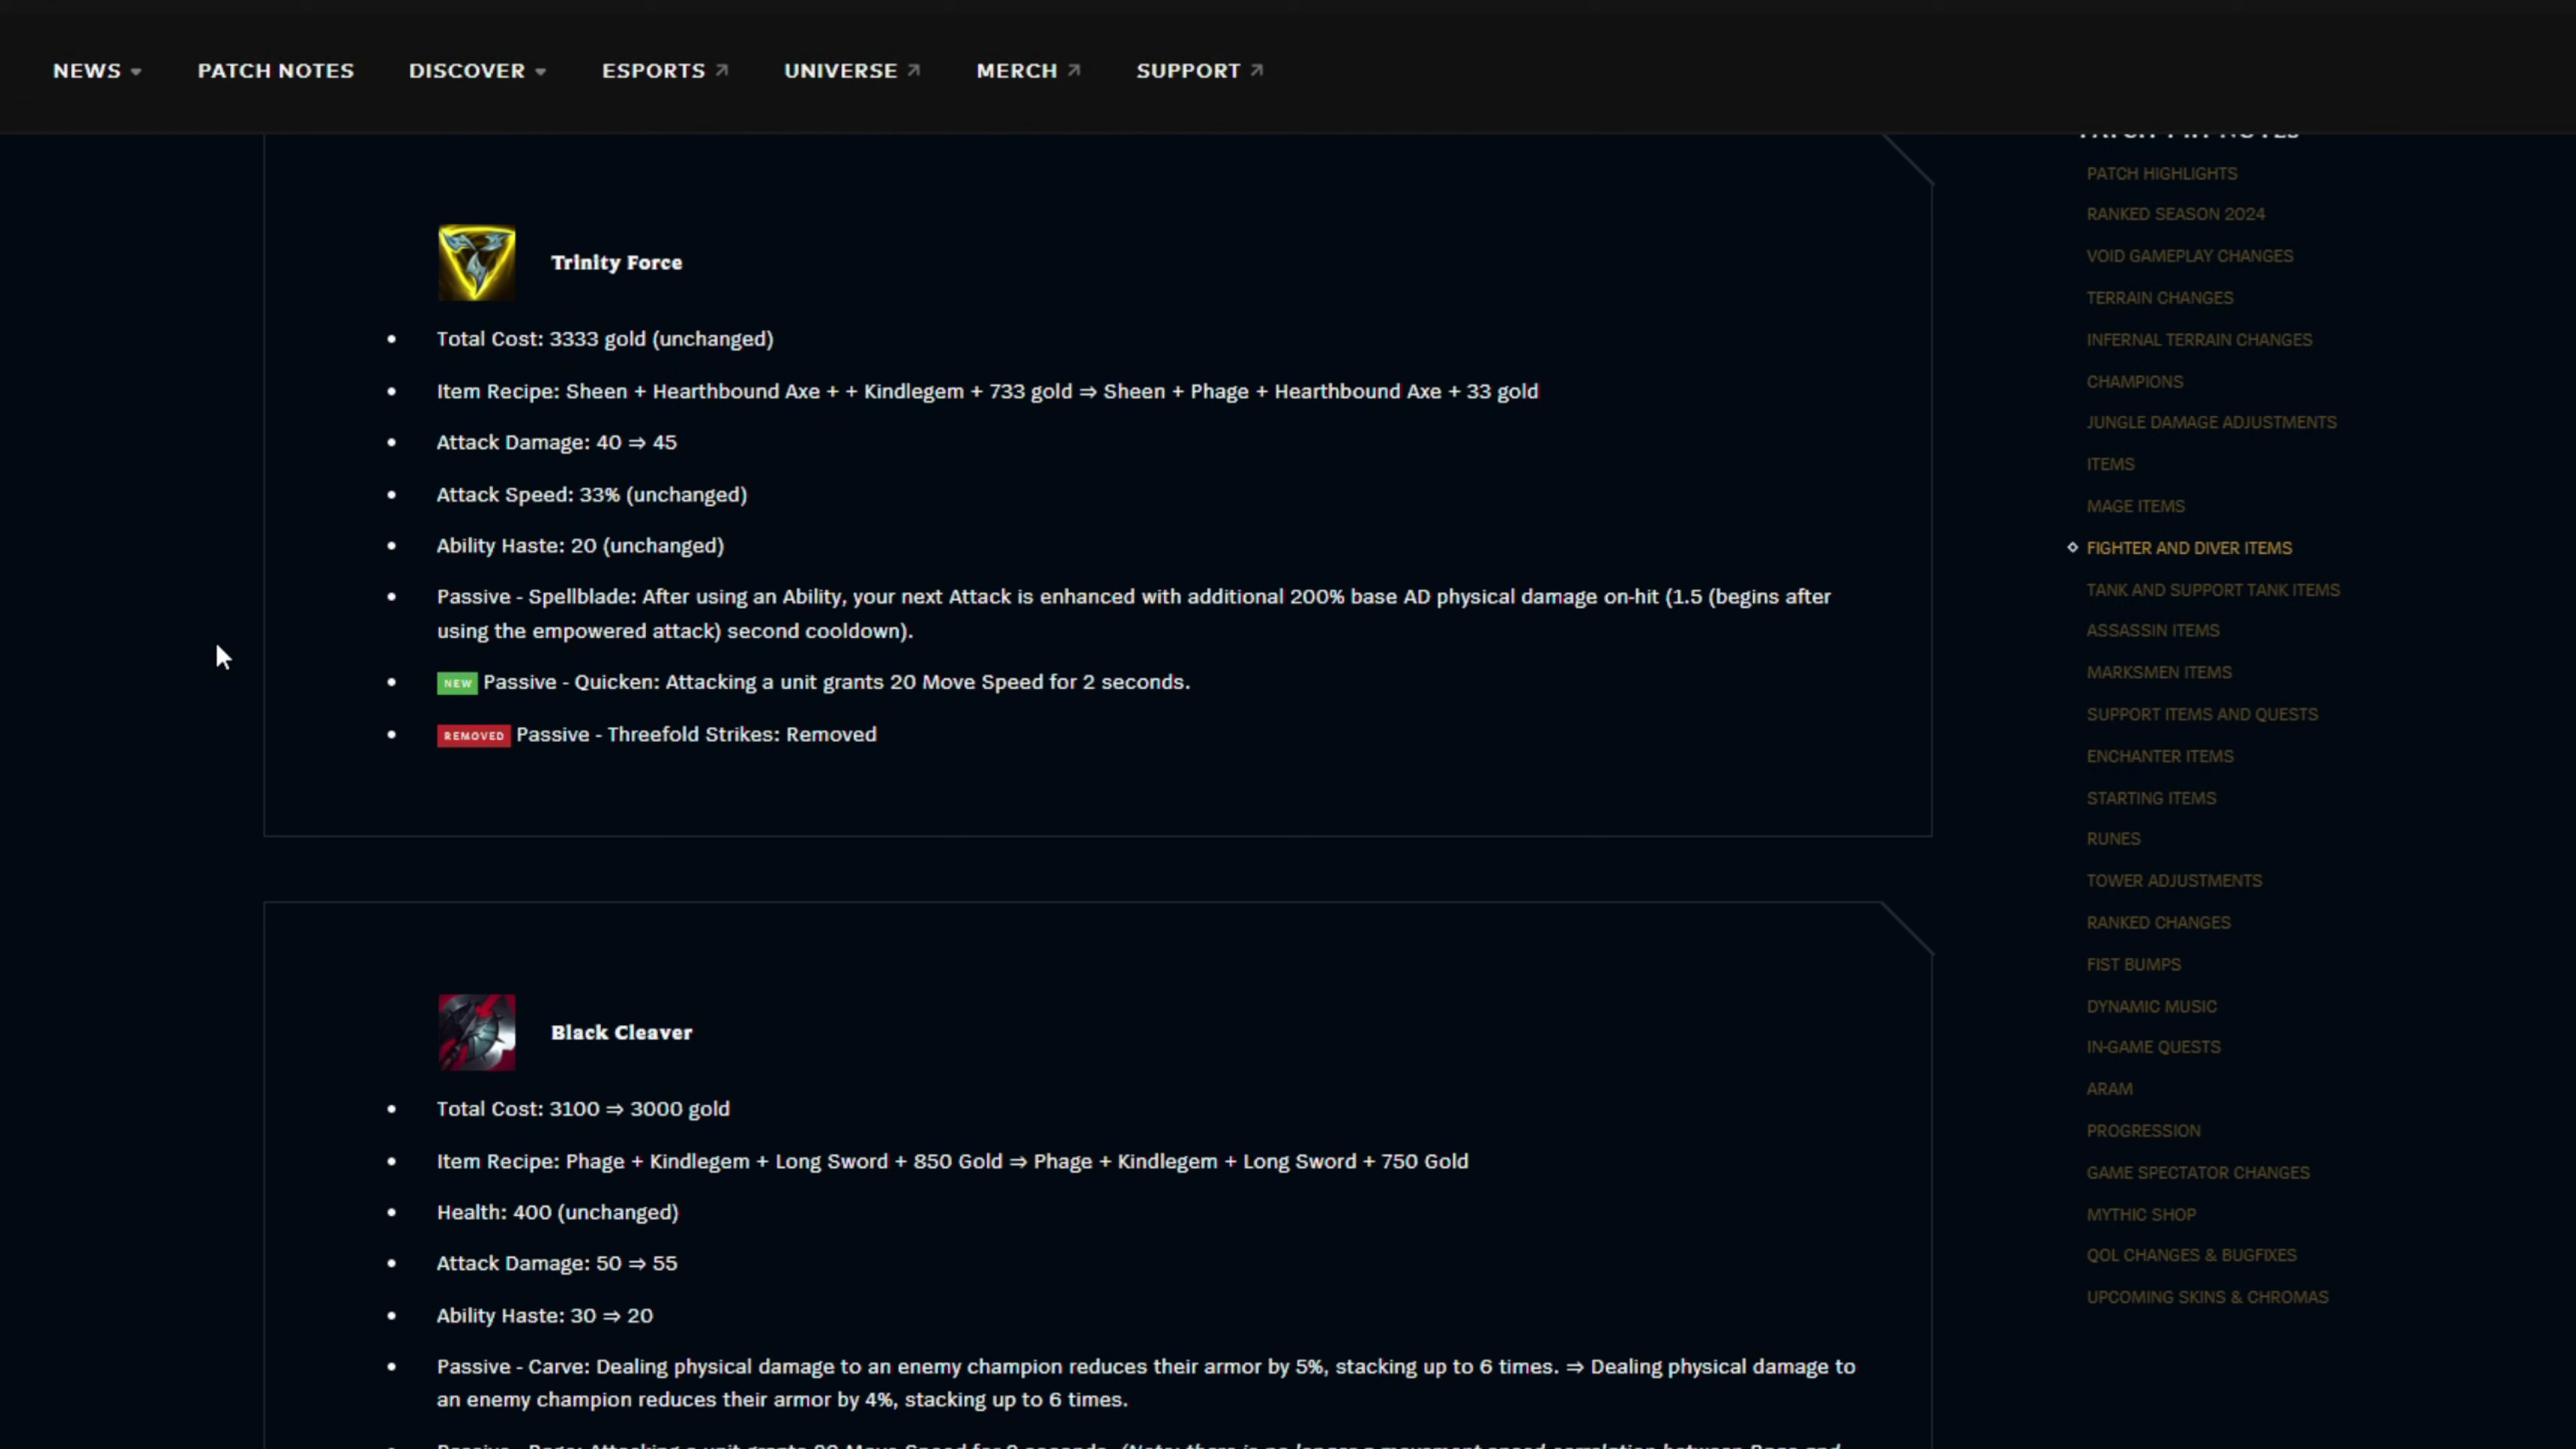 NEWS PATCH NOTES DISCOVER ESPORTS UNIVERSE MERCH SUPPORT
Trinity Force
Total Cost: 3333 gold (unchanged)
Item Recipe: Sheen + Hearthbound Axe + + Kindlegem + 733 gold ⇒ Sheen + Phage + Hearthbound Axe + 33 gold
Attack Damage: 40 ⇒ 45
Attack Speed: 33% (unchanged)
Ability Haste: 20 (unchanged)
Passive - Spellblade: After using an Ability, your next Attack is enhanced with additional 200% base AD physical damage on-hit (1.5 (begins after
using the empowered attack) second cooldown).
NEW Passive - Quicken: Attacking a unit grants 20 Move Speed for 2 seconds.
REMOVED Passive - Threefold Strikes: Removed
Black Cleaver
Total Cost: 3100 ⇒ 3000 gold
Item Recipe: Phage + Kindlegem + Long Sword + 850 Gold ⇒ Phage + Kindlegem + Long Sword + 750 Gold
Health: 400 (unchanged)
Attack Damage: 50 ⇒ 55
Ability Haste: 30 ⇒ 20
Passive - Carve: Dealing physical damage to an enemy champion reduces their armor by 5%, stacking up to 6 times. ⇒ Dealing physical damage to
an enemy champion reduces their armor by 4%, stacking up to 6 times.
PATCH HIGHLIGHTS
RANKED SEASON 2024
VOID GAMEPLAY CHANGES
TERRAIN CHANGES
INFERNAL TERRAIN CHANGES
CHAMPIONS
JUNGLE DAMAGE ADJUSTMENTS
ITEMS
MAGE ITEMS
FIGHTER AND DIVER ITEMS
TANK AND SUPPORT TANK ITEMS
ASSASSIN ITEMS
MARKSMEN ITEMS
SUPPORT ITEMS AND QUESTS
ENCHANTER ITEMS
STARTING ITEMS
RUNES
TOWER ADJUSTMENTS
RANKED CHANGES
FIST BUMPS
DYNAMIC MUSIC
IN-GAME QUESTS
ARAM
PROGRESSION
GAME SPECTATOR CHANGES
MYTHIC SHOP
QOL CHANGES & BUGFIXES
UPCOMING SKINS & CHROMAS